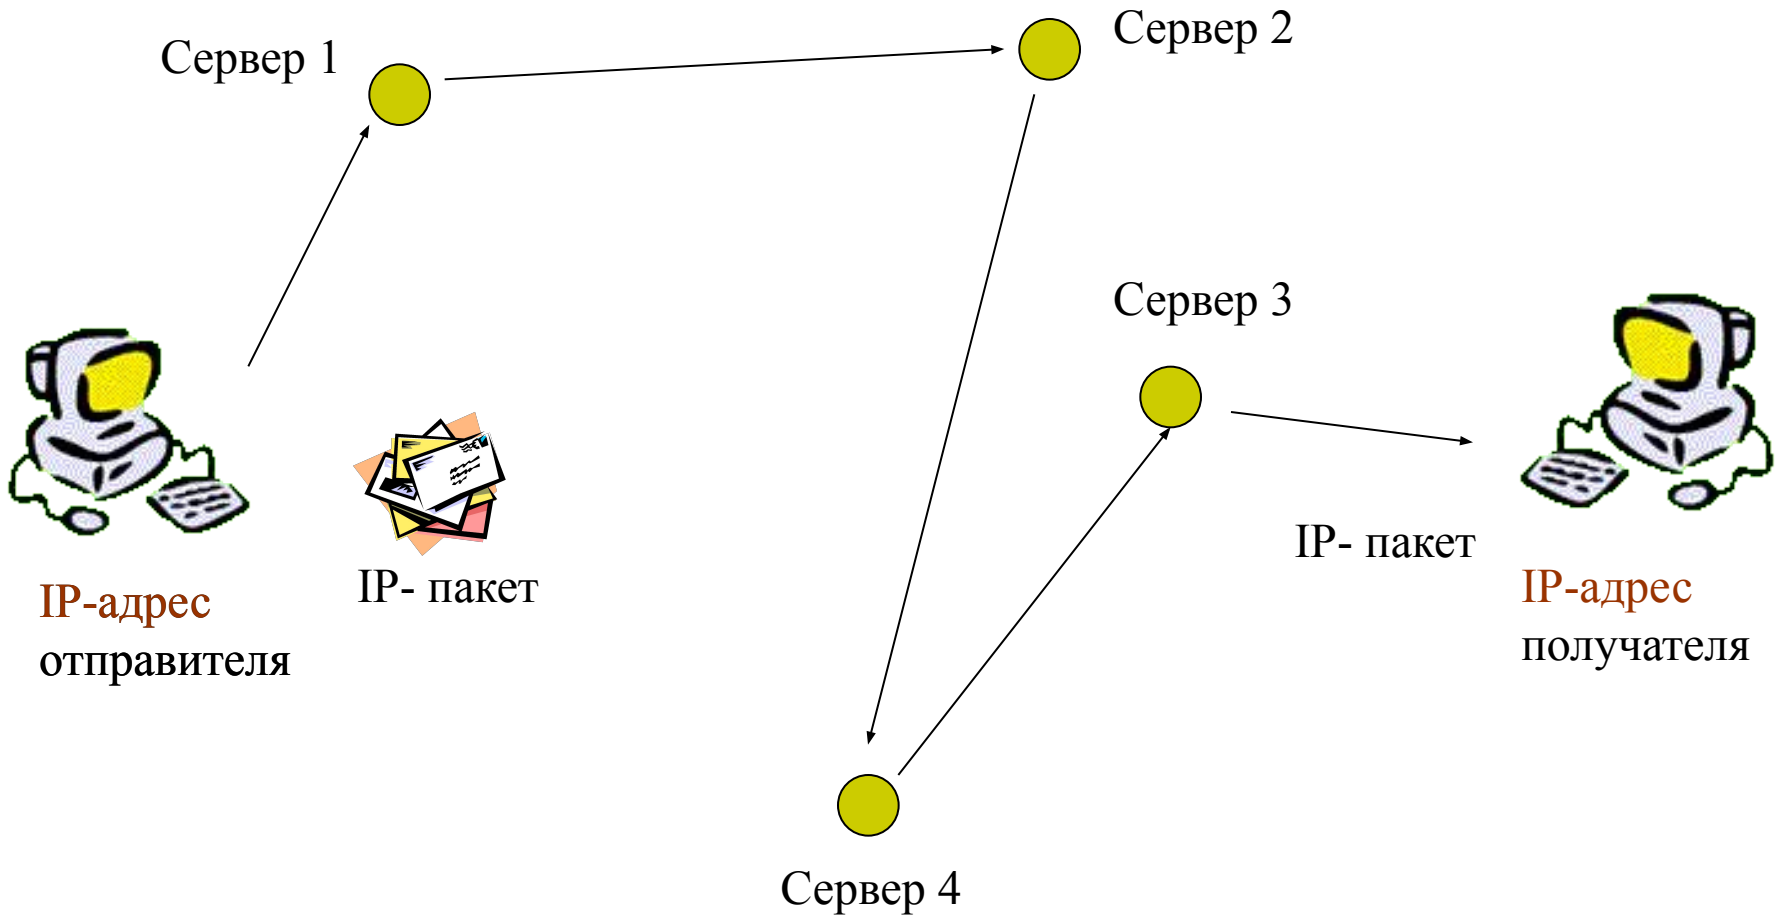 Сервер 1
Сервер 2
Сервер 3
IP- пакет
IP- пакет
IP-адрес
отправителя
IP-адрес
получателя
Сервер 4